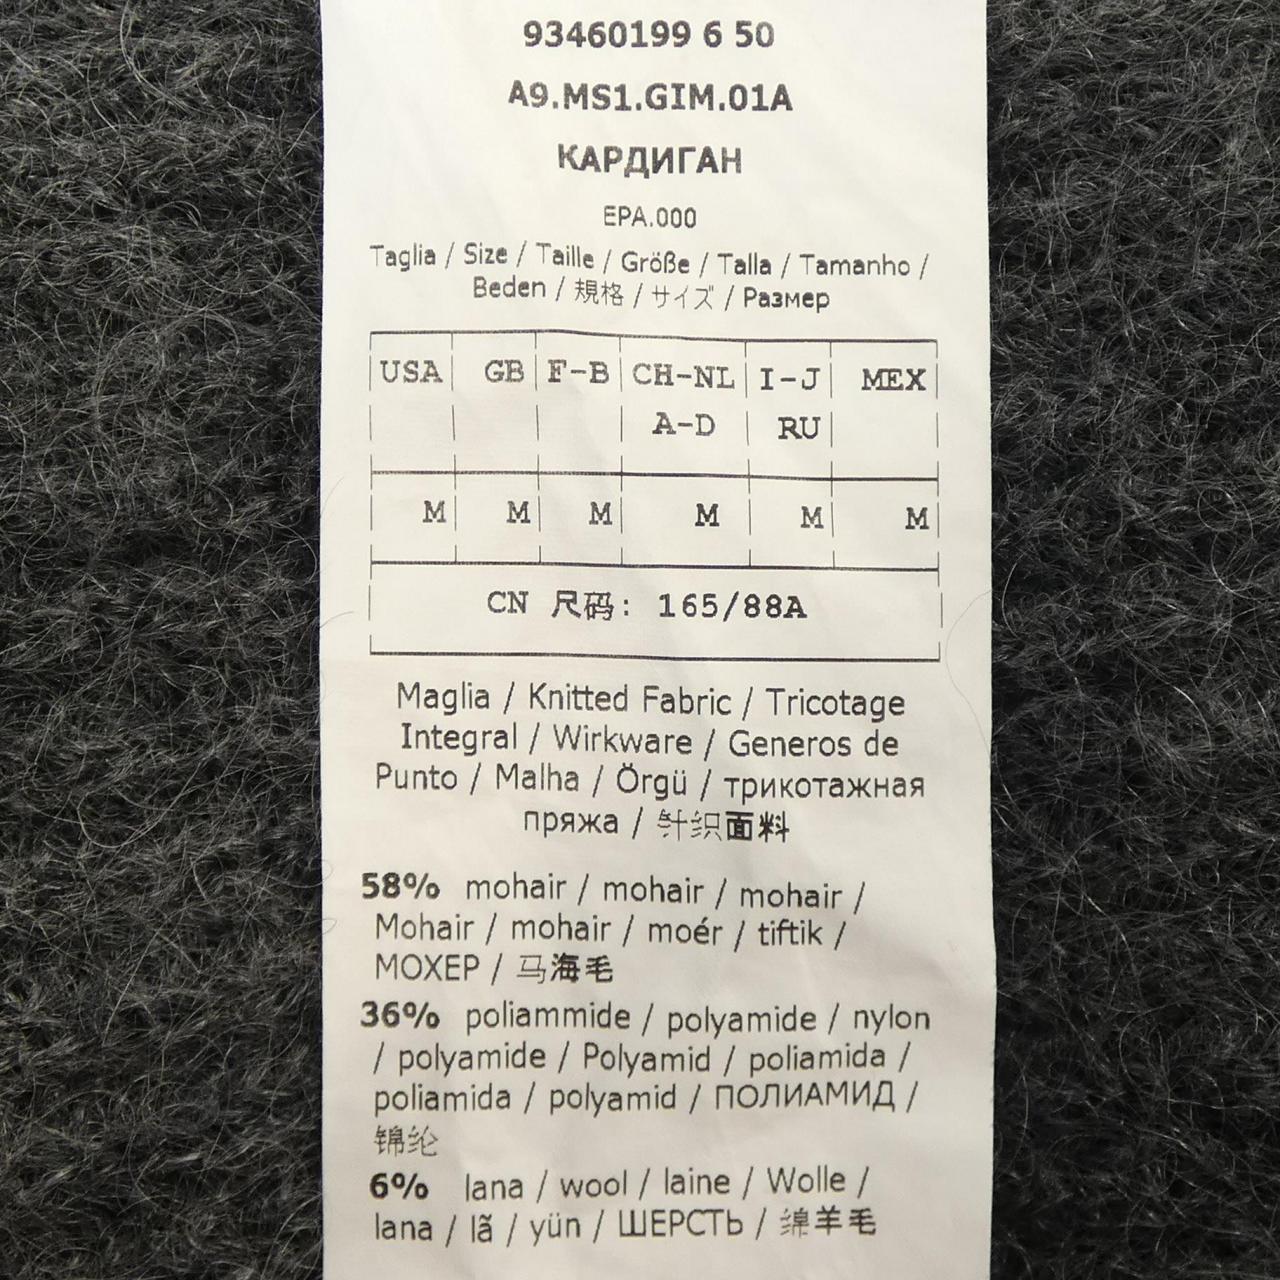 93460199 6 50
A9.MS1.GIM.01A
КАРДИГАН
EPA.000
Taglia / Size / Taille / Größe / Talla / Tamanho /
Beden / 規格 / サイズ / Размер
USA GB F-B CH-NL I-J MEX
A-D RU
M M M M M M
CN 尺码: 165/88A
Maglia / Knitted Fabric / Tricotage
Integral / Wirkware / Generos de
Punto / Malha / Örgü / трикотажная
пряжа / 针织面料
58% mohair / mohair / mohair /
Mohair / mohair / moér / tiftik /
МОХЕР / 马海毛
36% poliammide / polyamide / nylon
/ polyamide / Polyamid / poliamida /
poliamida / polyamid / ПОЛИАМИД /
锦纶
6% lana / wool / laine / Wolle /
lana / lã / yün / ШЕРСТЬ / 绵羊毛